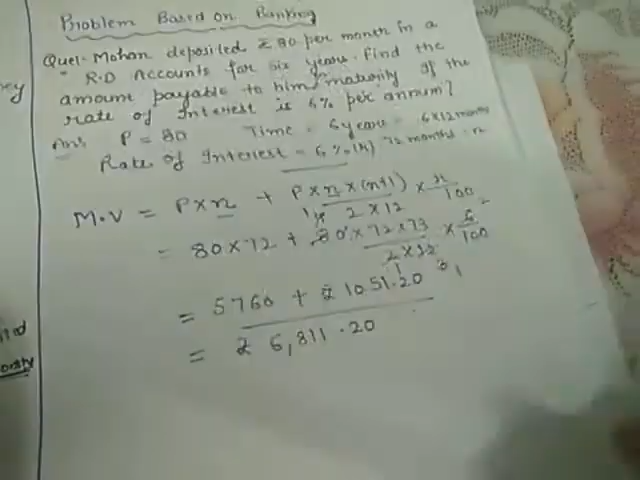 Problem Based on Banking
Que1- Mohan deposited ₹ 80 per month in a
R.D Accounts for six years. Find the
amount payable to him maturity of the
rate of Interest is 6% per annum?
Ans: P = 80 Time = 6 years = 6x12 months
Rate of Interest = 6% (r) 72 months = n
M.V = P x n + P x n x (n+1) / 2 x 12 x r / 100
= 80 x 72 + 80 x 72 x 73 / 2 x 12 x 6 / 100
= 5760 + ₹ 1051.20
= ₹ 6,811.20